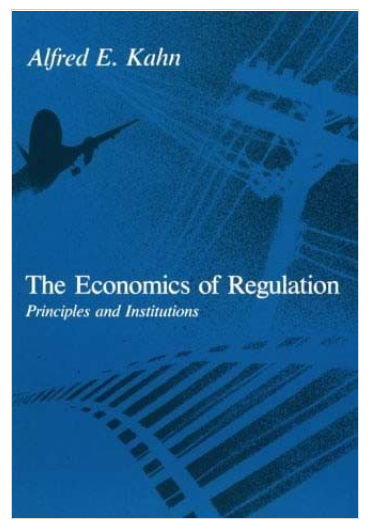 Alfred E. Kahn
The Economics of Regulation
Principles and Institutions